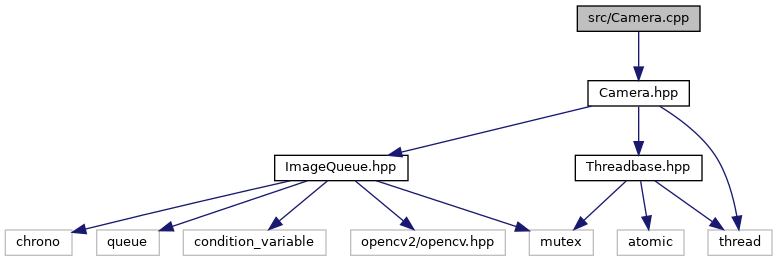 src/Camera.cpp
Camera.hpp
ImageQueue.hpp
Threadbase.hpp
chrono
queue
condition_variable
opencv2/opencv.hpp
mutex
atomic
thread